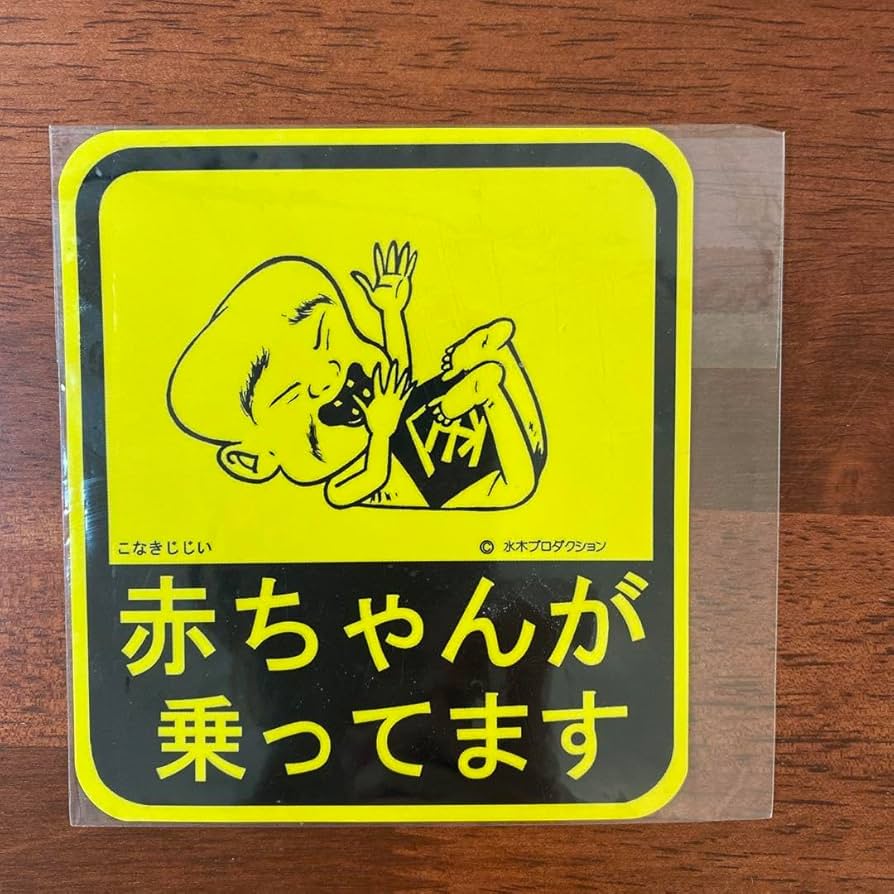 金
こなきじじい
© 水木プロダクション
赤ちゃんが
乗ってます